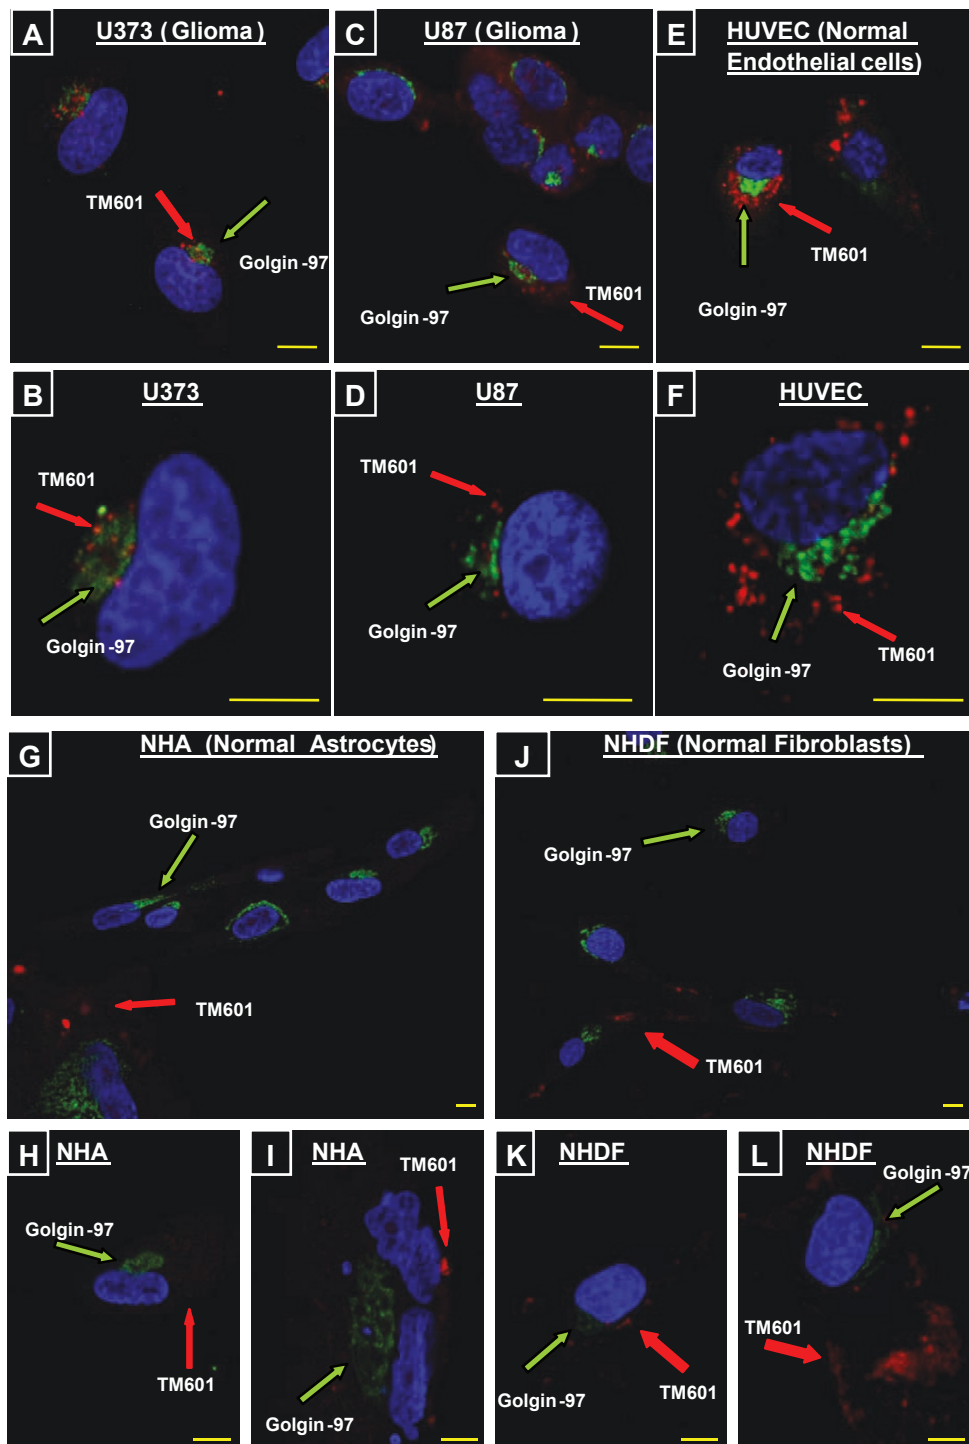 A
U373 (Glioma)
TM601
Golgin-97
C
U87 (Glioma)
Golgin-97
TM601
E
HUVEC (Normal
Endothelial cells)
TM601
Golgin-97
B
U373
TM601
Golgin-97
D
U87
TM601
Golgin-97
F
HUVEC
Golgin-97
TM601
G
NHA (Normal Astrocytes)
Golgin-97
TM601
J
NHDF (Normal Fibroblasts)
Golgin-97
TM601
H
NHA
Golgin-97
TM601
I
NHA
TM601
Golgin-97
K
NHDF
Golgin-97
TM601
L
NHDF
Golgin-97
TM601